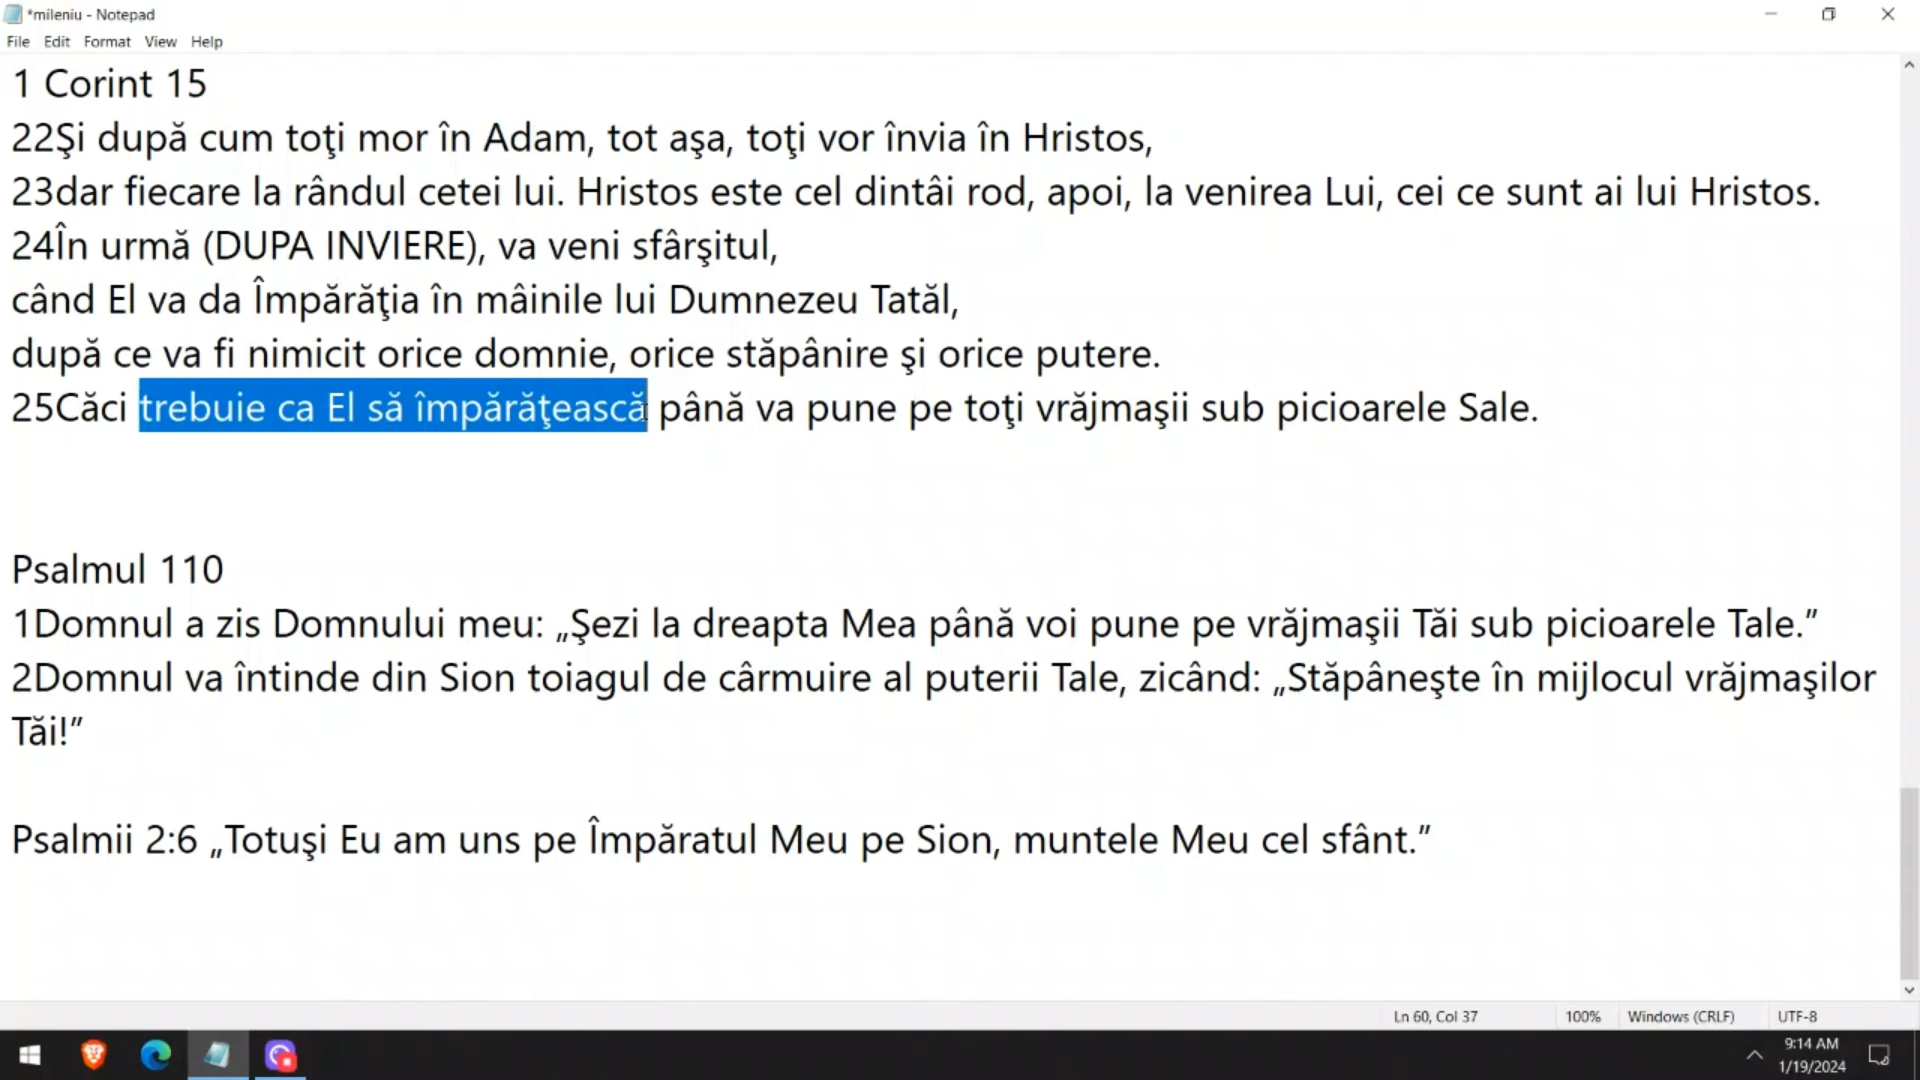 *mileniu - Notepad
File Edit Format View Help
1 Corint 15
22Şi după cum toţi mor în Adam, tot aşa, toţi vor învia în Hristos,
23dar fiecare la rândul cetei lui. Hristos este cel dintâi rod, apoi, la venirea Lui, cei ce sunt ai lui Hristos.
24În urmă (DUPA INVIERE), va veni sfârşitul,
când El va da Împărăţia în mâinile lui Dumnezeu Tatăl,
după ce va fi nimicit orice domnie, orice stăpânire şi orice putere.
25Căci trebuie ca El să împărăţească până va pune pe toţi vrăjmaşii sub picioarele Sale.
Psalmul 110
1Domnul a zis Domnului meu: „Şezi la dreapta Mea până voi pune pe vrăjmaşii Tăi sub picioarele Tale.”
2Domnul va întinde din Sion toiagul de cârmuire al puterii Tale, zicând: „Stăpâneşte în mijlocul vrăjmaşilor
Tăi!”
Psalmii 2:6 „Totuşi Eu am uns pe Împăratul Meu pe Sion, muntele Meu cel sfânt.”
Ln 60, Col 37 100% Windows (CRLF) UTF-8
9:14 AM
1/19/2024